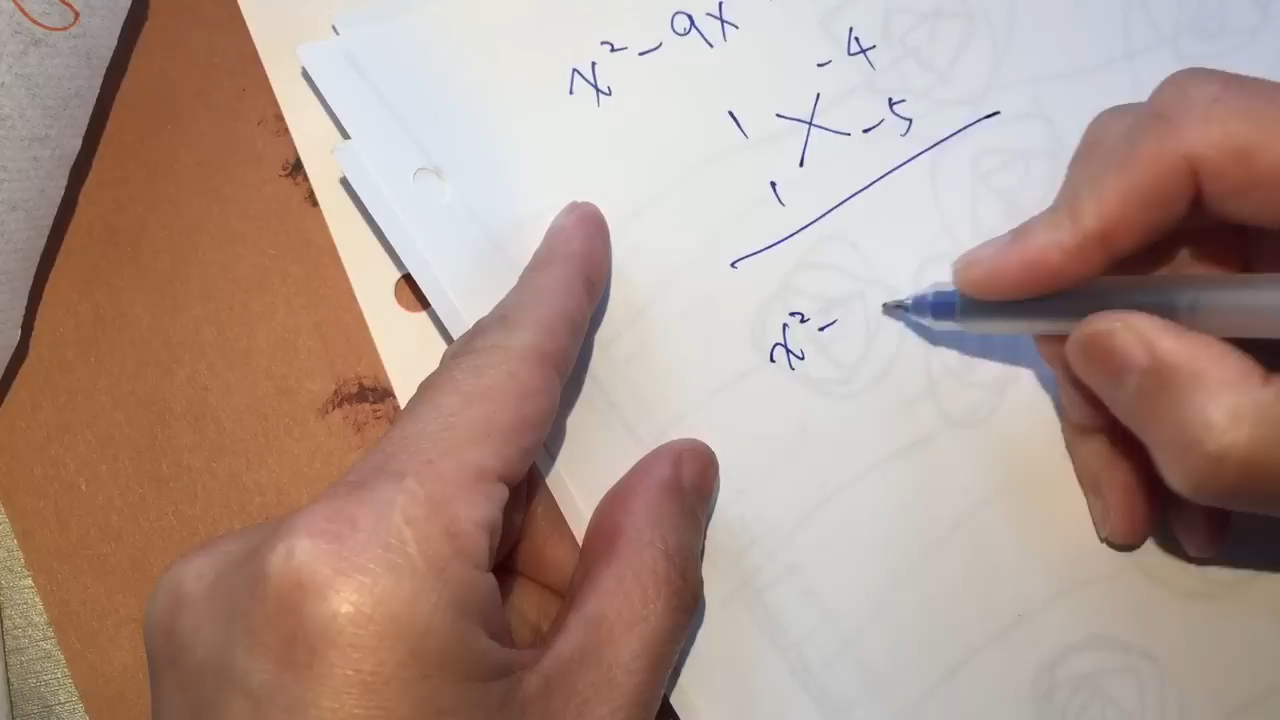 x² - 9x
-4
1 X -5
1
x² -